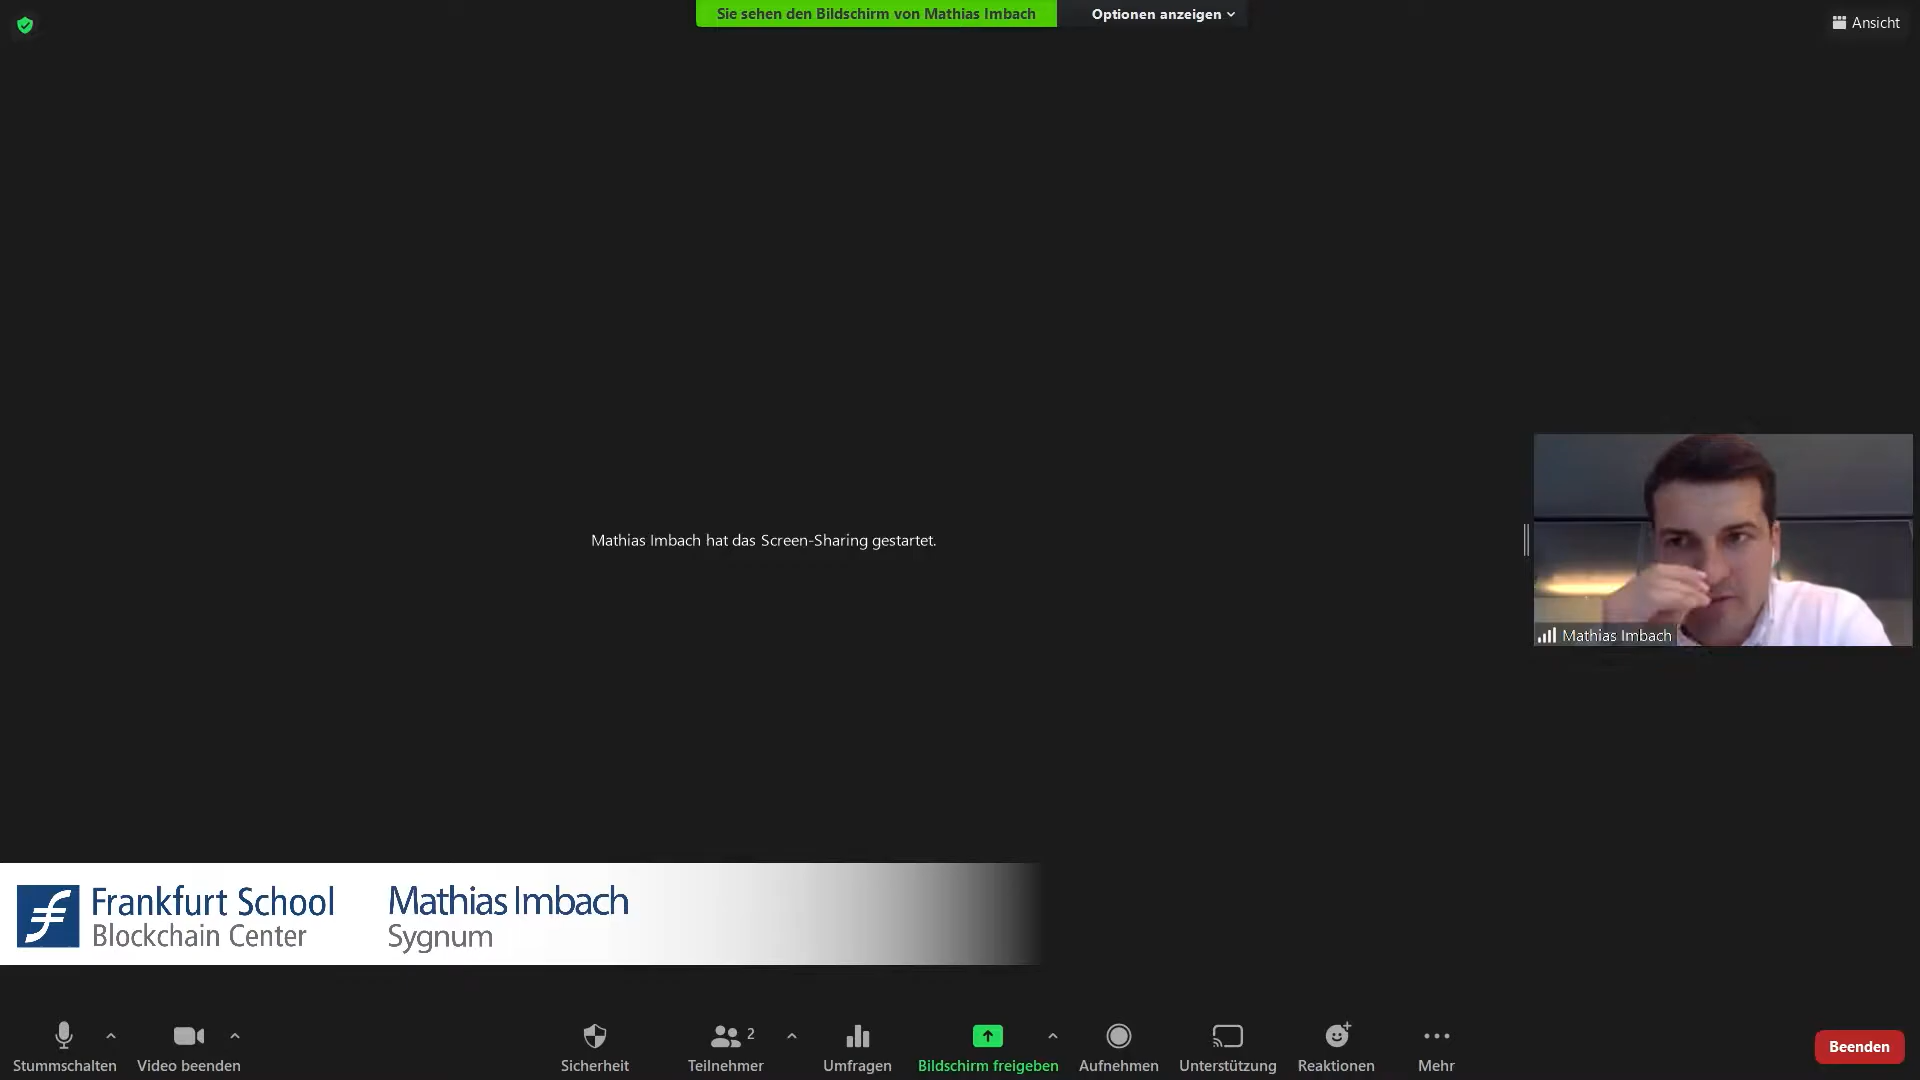 Sie sehen den Bildschirm von Mathias Imbach
Optionen anzeigen
Ansicht
Mathias Imbach hat das Screen-Sharing gestartet.
Mathias Imbach
Frankfurt School
Blockchain Center
Mathias Imbach
Sygnum
Stummschalten
Video beenden
Sicherheit
2
Teilnehmer
Umfragen
Bildschirm freigeben
Aufnehmen
Unterstützung
Reaktionen
Mehr
Beenden